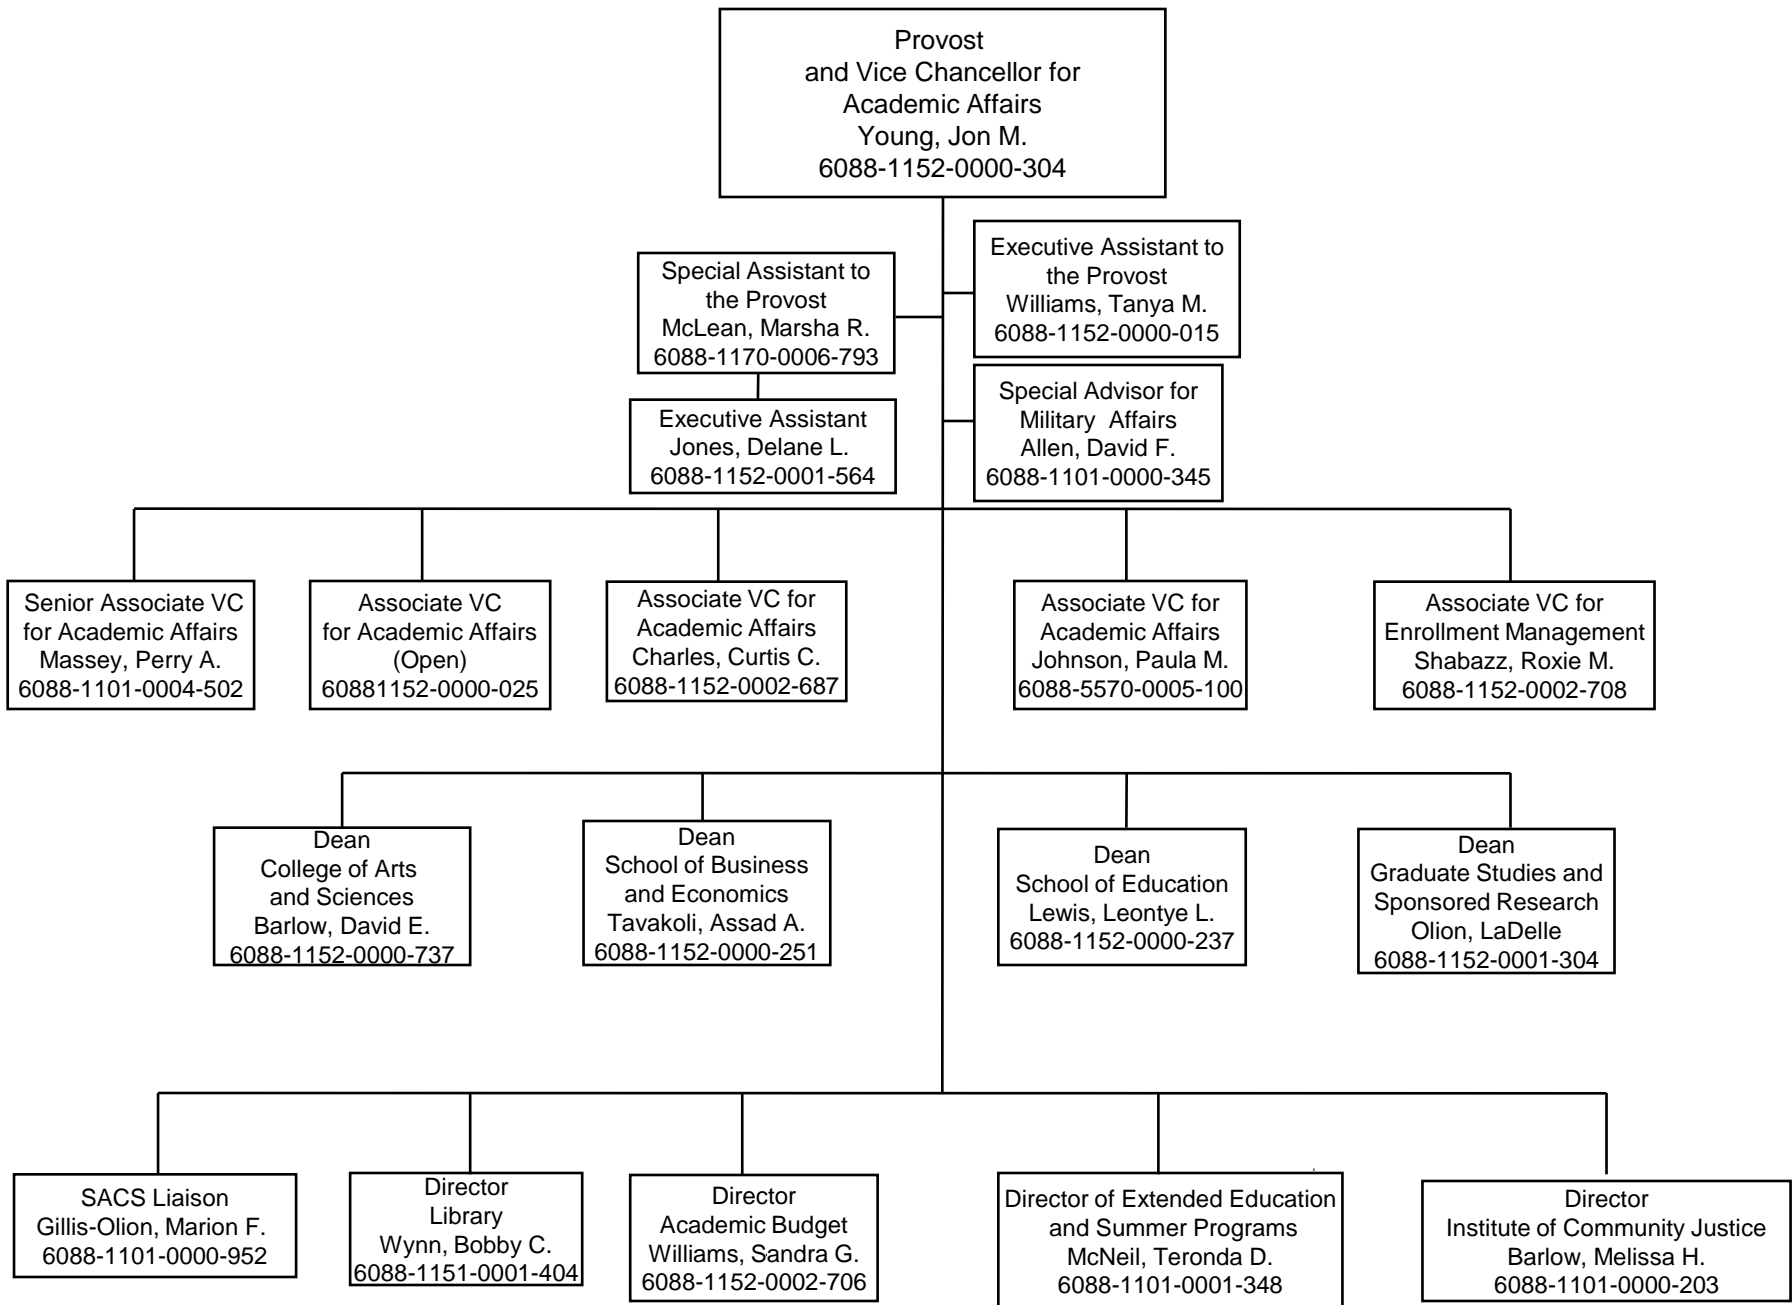 Provost
and Vice Chancellor for
Academic Affairs
Young, Jon M.
6088-1152-0000-304
Special Assistant to
the Provost
McLean, Marsha R.
6088-1170-0006-793
Executive Assistant to
the Provost
Williams, Tanya M.
6088-1152-0000-015
Executive Assistant
Jones, Delane L.
6088-1152-0001-564
Special Advisor for
Military Affairs
Allen, David F.
6088-1101-0000-345
Senior Associate VC
for Academic Affairs
Massey, Perry A.
6088-1101-0004-502
Associate VC
for Academic Affairs
(Open)
60881152-0000-025
Associate VC for
Academic Affairs
Charles, Curtis C.
6088-1152-0002-687
Associate VC for
Academic Affairs
Johnson, Paula M.
6088-5570-0005-100
Associate VC for
Enrollment Management
Shabazz, Roxie M.
6088-1152-0002-708
Dean
College of Arts
and Sciences
Barlow, David E.
6088-1152-0000-737
Dean
School of Business
and Economics
Tavakoli, Assad A.
6088-1152-0000-251
Dean
School of Education
Lewis, Leontye L.
6088-1152-0000-237
Dean
Graduate Studies and
Sponsored Research
Olion, LaDelle
6088-1152-0001-304
SACS Liaison
Gillis-Olion, Marion F.
6088-1101-0000-952
Director
Library
Wynn, Bobby C.
6088-1151-0001-404
Director
Academic Budget
Williams, Sandra G.
6088-1152-0002-706
Director of Extended Education
and Summer Programs
McNeil, Teronda D.
6088-1101-0001-348
Director
Institute of Community Justice
Barlow, Melissa H.
6088-1101-0000-203